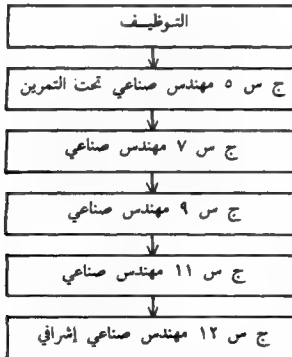 التوظيف
ج س ٥ مهندس صناعي تحت التمرين
ج س ٧ مهندس صناعي
ج س ٩ مهندس صناعي
ج س ١١ مهندس صناعي
ج س ١٢ مهندس صناعي إشرافي